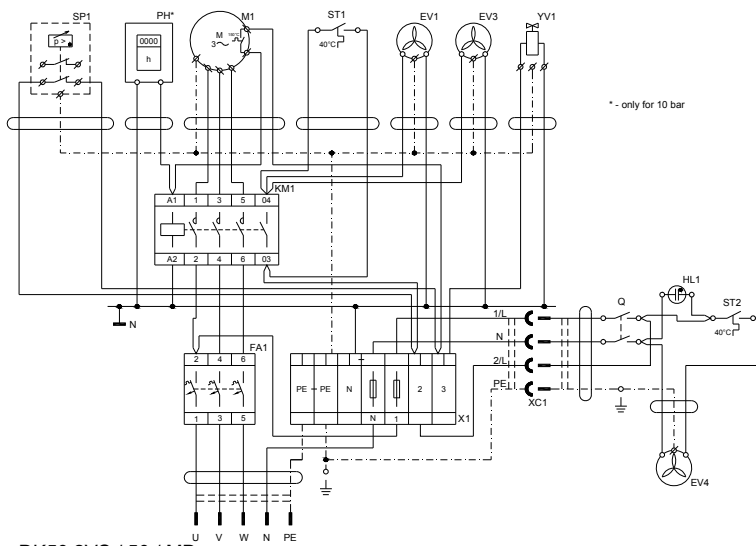 SP1 PH* M1 ST1 EV1 EV3 YV1
p >
0000
h
M
3~
150°C
40°C
* - only for 10 bar
KM1
A1 1 3 5 04
A2 2 4 6 03
N
1/L
N
2/L
PE
XC1
Q
HL1
ST2
40°C
FA1
2 4 6
1 3 5
PE PE N 2 3
N 1
X1
EV4
U V W N PE